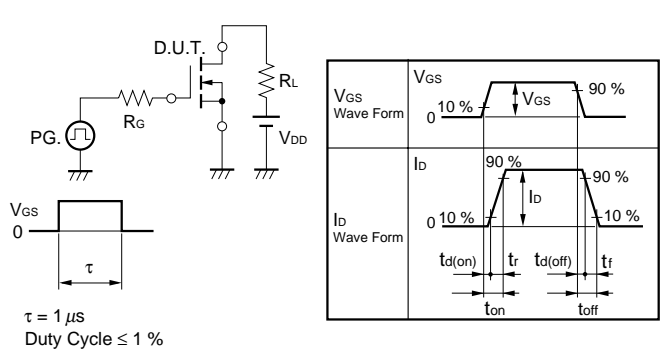 D.U.T.
RL
RG
PG.
VDD
VGS
0
τ
τ = 1 μs
Duty Cycle ≤ 1 %
VGS
Wave Form
VGS
10 %
0
VGS
90 %
ID
Wave Form
ID
90 %
0
10 %
ID
90 %
10 %
td(on)
tr
td(off)
tf
ton
toff